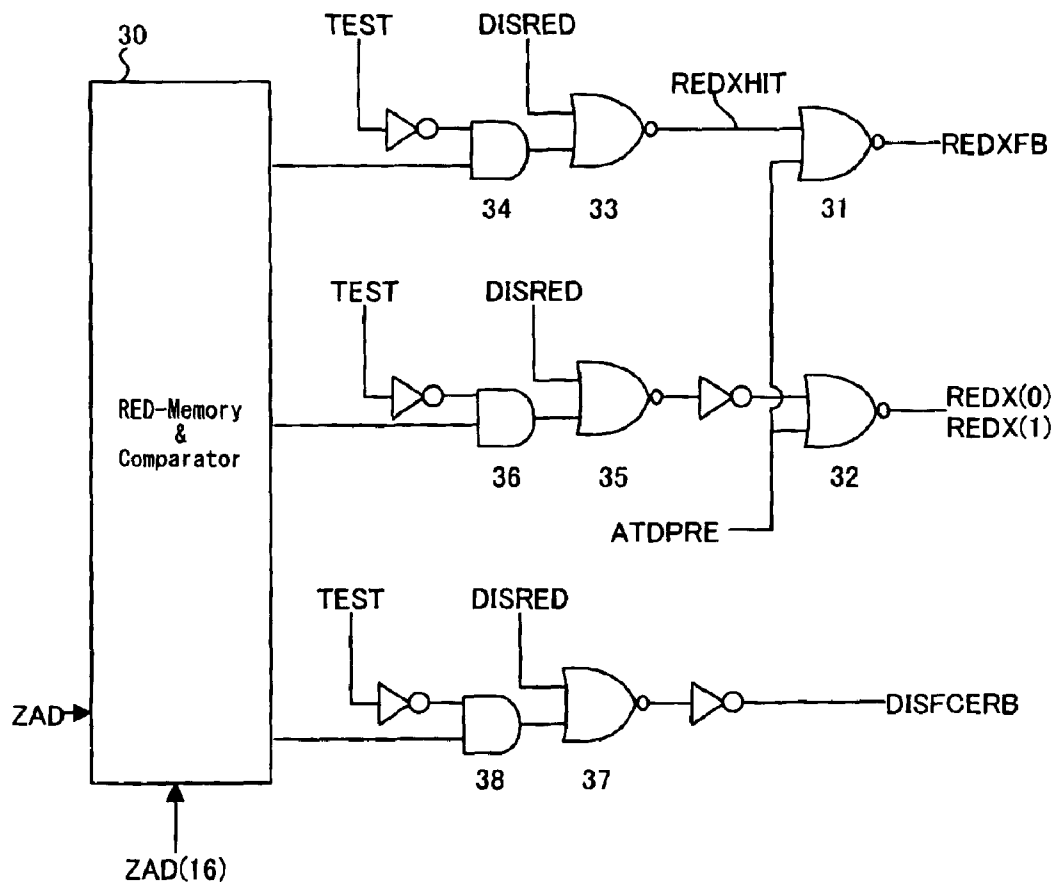 30
TEST
DISRED
REDXHIT
REDXFB
34
33
31
TEST
DISRED
RED-Memory
&
Comparator
REDX(0)
REDX(1)
36
35
32
ATDPRE
TEST
DISRED
ZAD
DISFCERB
38
37
ZAD(16)